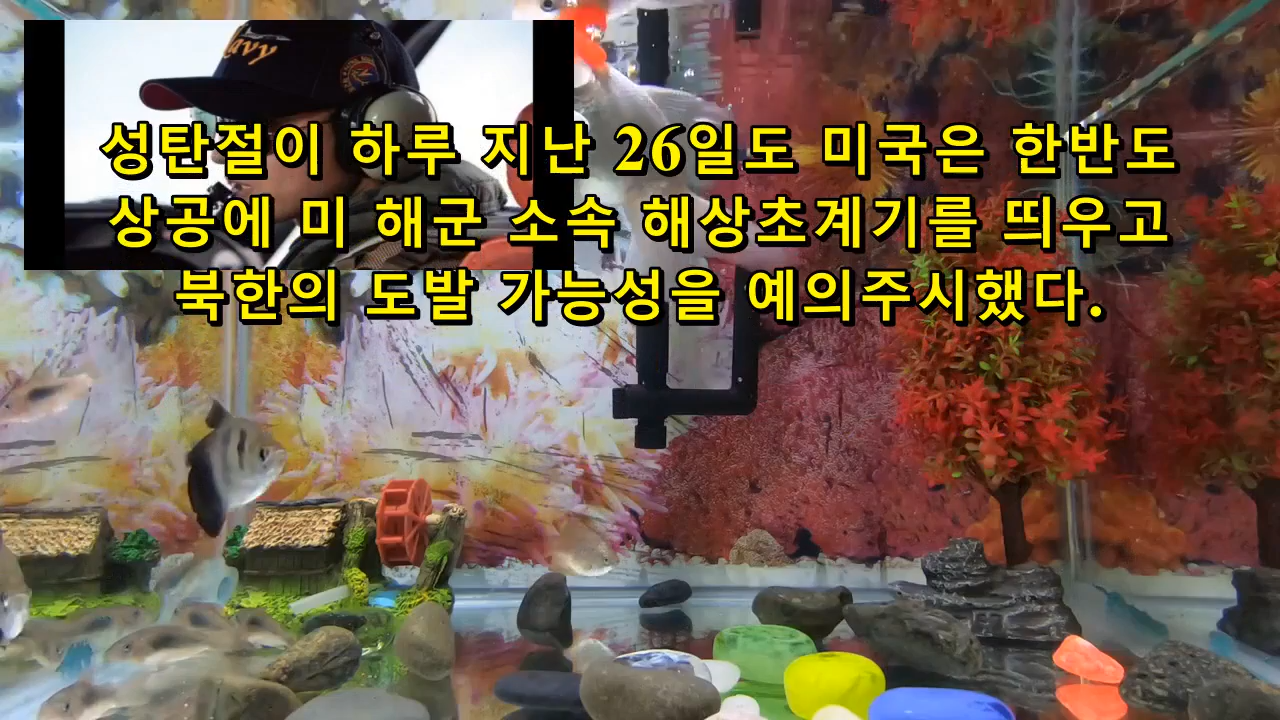 Navy
성탄절이 하루 지난 26일도 미국은 한반도
상공에 미 해군 소속 해상초계기를 띄우고
북한의 도발 가능성을 예의주시했다.